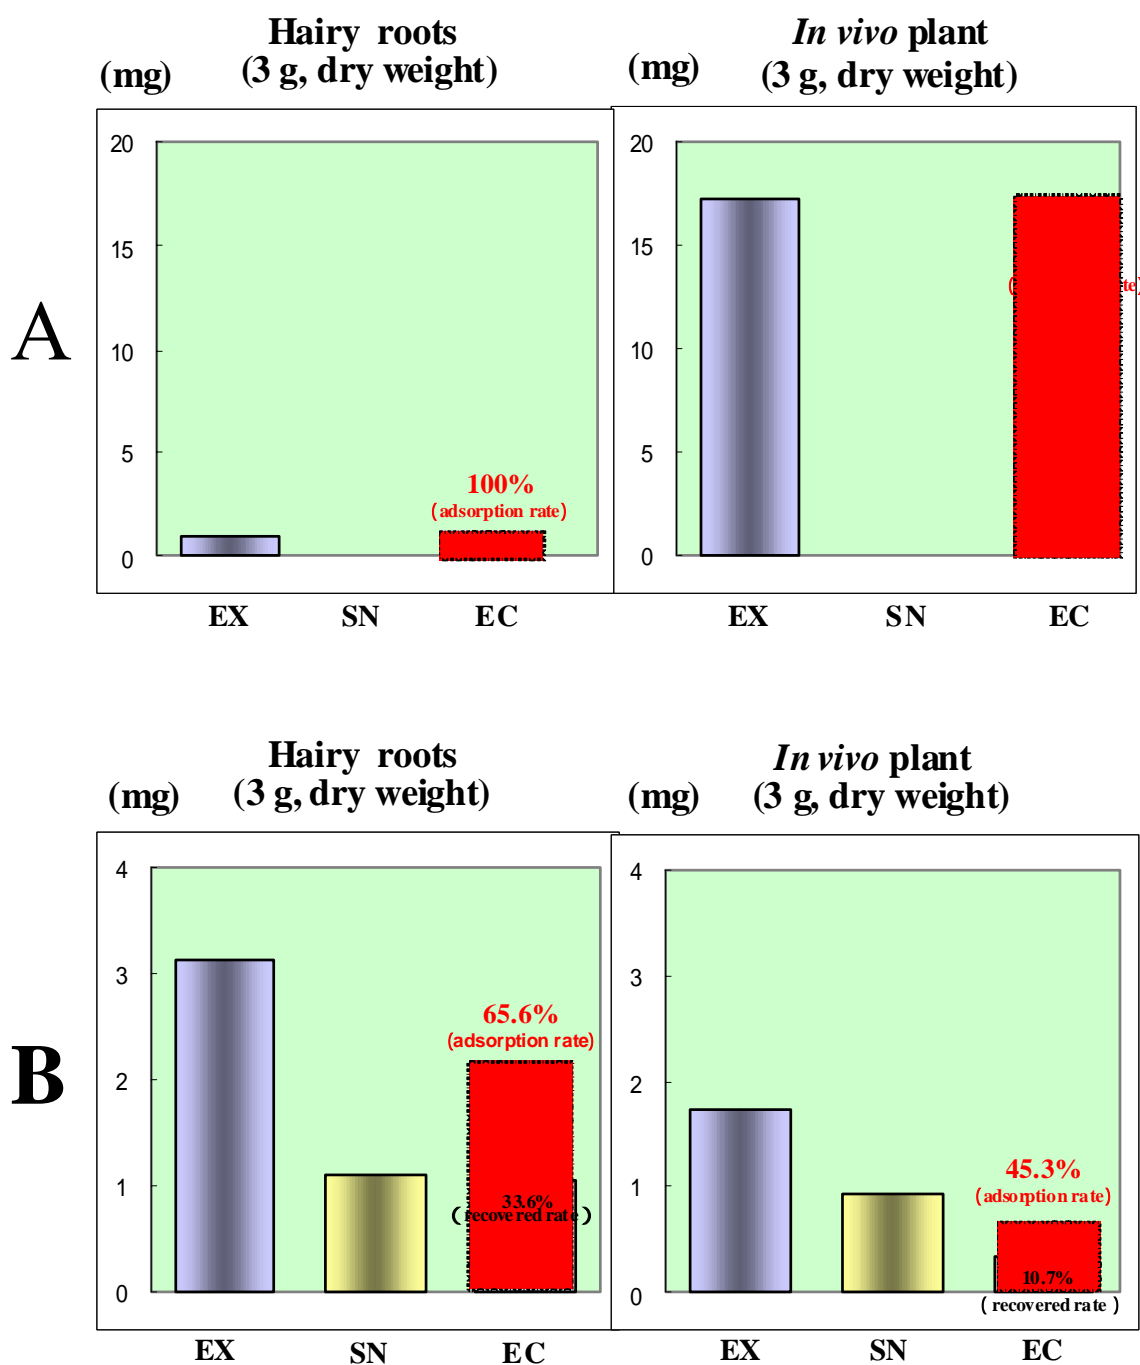 Hairy roots
(3 g, dry weight)
(mg)
In vivo plant
(3 g, dry weight)
(mg)
A
20
15
10
5
0
100%
(adsorption rate)
EX SN EC
20
15
10
5
0
te)
EX SN EC
Hairy roots
(3 g, dry weight)
(mg)
In vivo plant
(3 g, dry weight)
(mg)
B
4
3
2
1
0
65.6%
(adsorption rate)
33.6%
(recovered rate)
EX SN EC
4
3
2
1
0
45.3%
(adsorption rate)
10.7%
(recovered rate)
EX SN EC